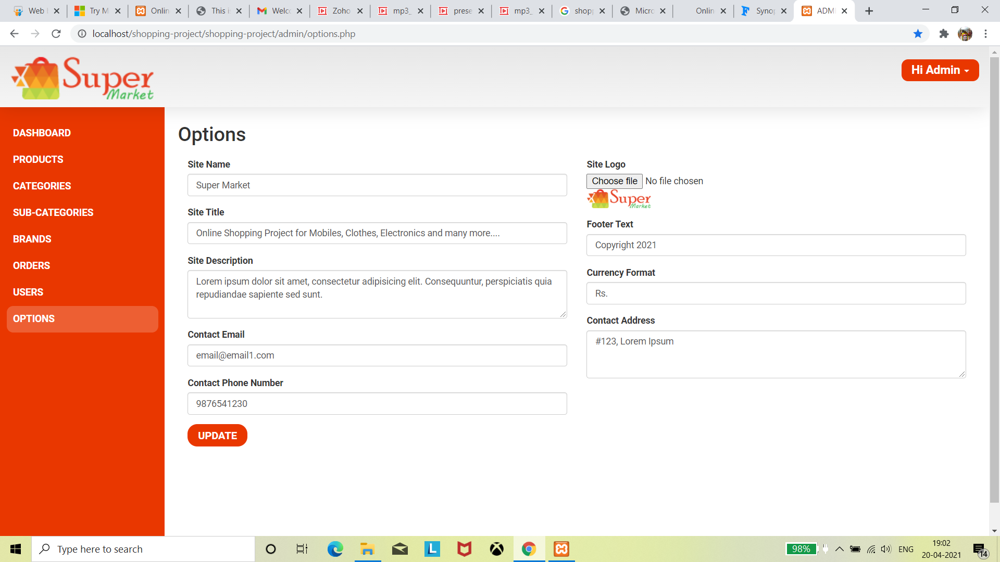 Web
Try M
Onlin
This i
Welc
Zoho
mp3_
prese
mp3_
shop
Micro
Onlin
Synop
ADM
localhost/shopping-project/shopping-project/admin/options.php
Super
Market
Hi Admin
DASHBOARD
PRODUCTS
CATEGORIES
SUB-CATEGORIES
BRANDS
ORDERS
USERS
OPTIONS
Options
Site Name
Super Market
Site Title
Online Shopping Project for Mobiles, Clothes, Electronics and many more....
Site Description
Lorem ipsum dolor sit amet, consectetur adipisicing elit. Consequuntur, perspiciatis quia
repudiandae sapiente sed sunt.
Contact Email
email@email1.com
Contact Phone Number
9876541230
UPDATE
Site Logo
Choose file No file chosen
Super
Market
Footer Text
Copyright 2021
Currency Format
Rs.
Contact Address
#123, Lorem Ipsum
Type here to search
L
98%
ENG
19:02
20-04-2021
14